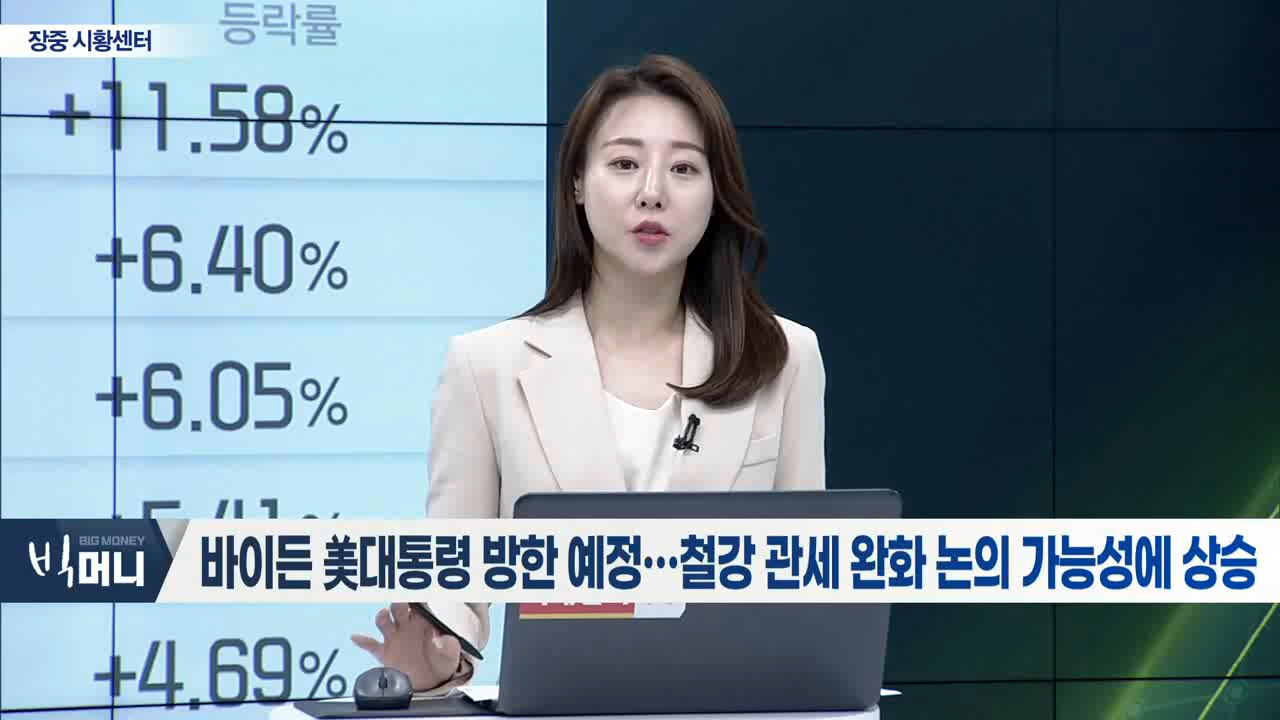 장중 시황센터
등락률
+11.58%
+6.40%
+6.05%
+5.41%
BIG MONEY
빅머니
바이든 美대통령 방한 예정…철강 관세 완화 논의 가능성에 상승
+4.69%